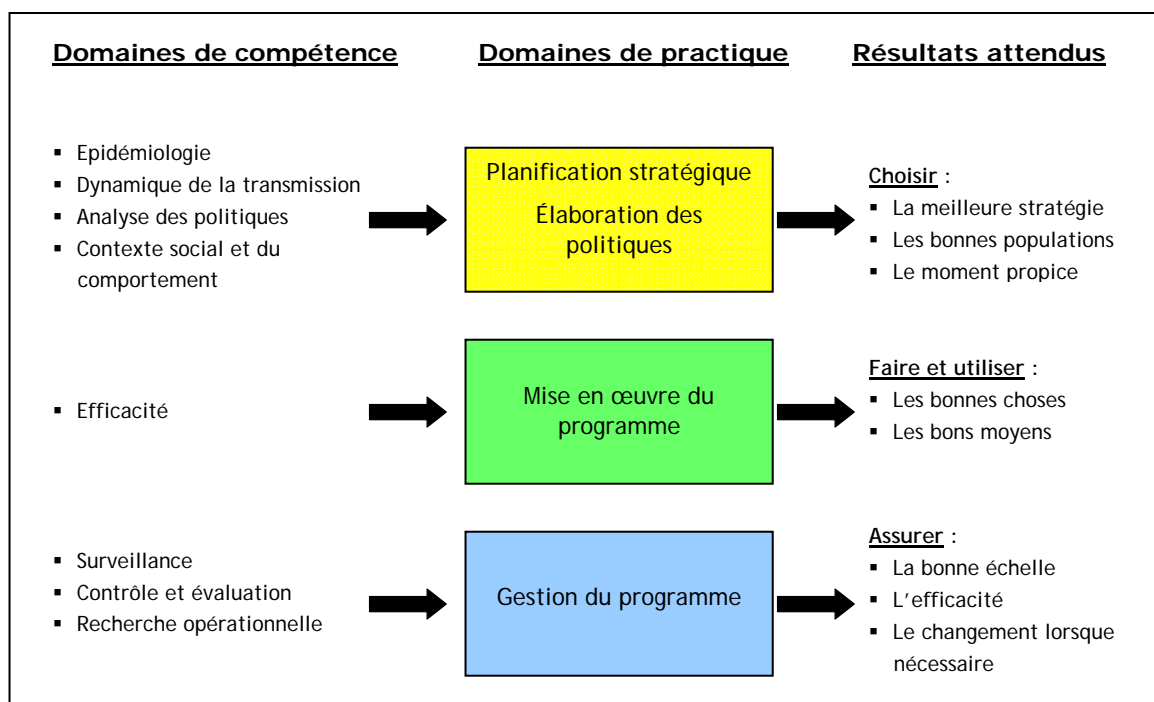 Domaines de compétence
Domaines de practique
Résultats attendus
▪ Epidémiologie
▪ Dynamique de la transmission
▪ Analyse des politiques
▪ Contexte social et du
comportement
Planification stratégique
Élaboration des
politiques
Choisir :
▪ La meilleure stratégie
▪ Les bonnes populations
▪ Le moment propice
▪ Efficacité
Mise en œuvre du
programme
Faire et utiliser :
▪ Les bonnes choses
▪ Les bons moyens
▪ Surveillance
▪ Contrôle et évaluation
▪ Recherche opérationnelle
Gestion du programme
Assurer :
▪ La bonne échelle
▪ L'efficacité
▪ Le changement lorsque
nécessaire